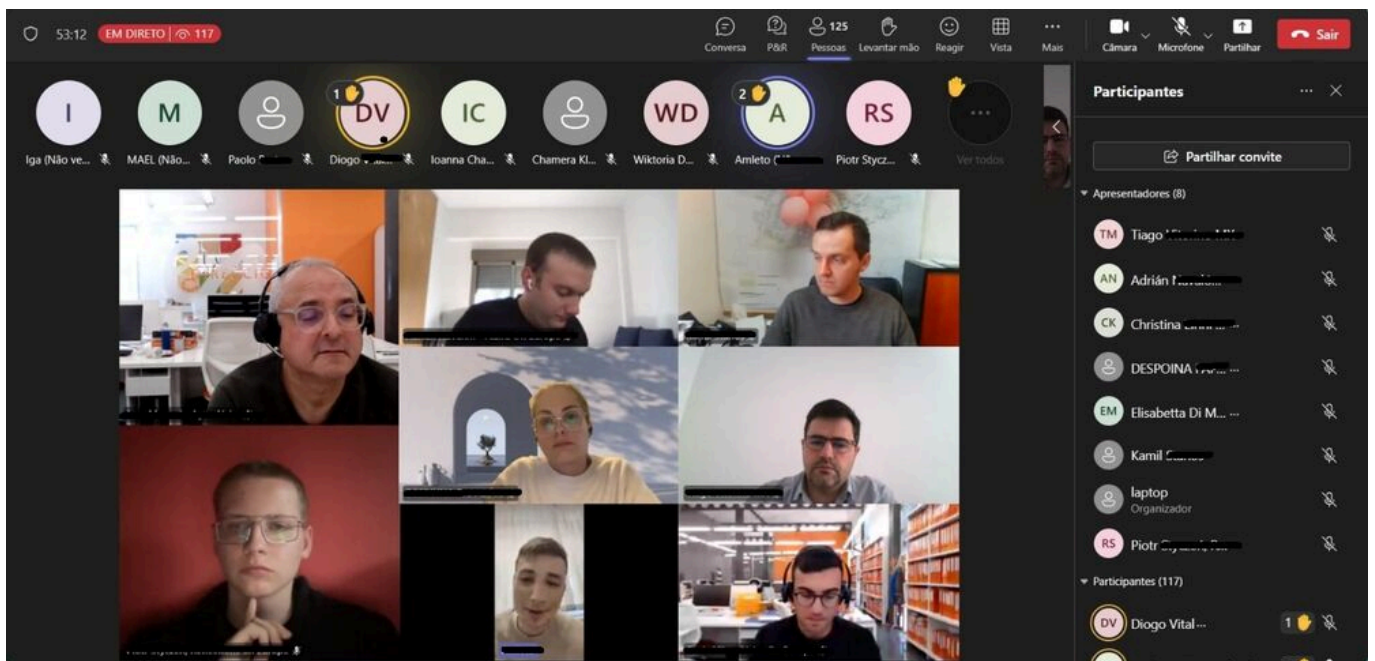 53:12 EM DIRETO 117
Conversa P&R 125 Pessoas Levantar mão Reagir Vista Mais Câmara Microfone Partilhar Sair
I M 1 DV IC WD 2 A RS
Iga (Não ve... MAEL (Não... Paolo Diogo Ioanna Cha... Chamera Kl... Wiktoria D... Amleto Piotr Stycz... Ver todos
Participantes
Partilhar convite
Apresentadores (8)
TM Tiago
AN Adrián
CK Christina
DESPOINA
EM Elisabetta Di M... ...
Kamil
laptop
Organizador
RS Piotr
Participantes (117)
DV Diogo Vital... 1